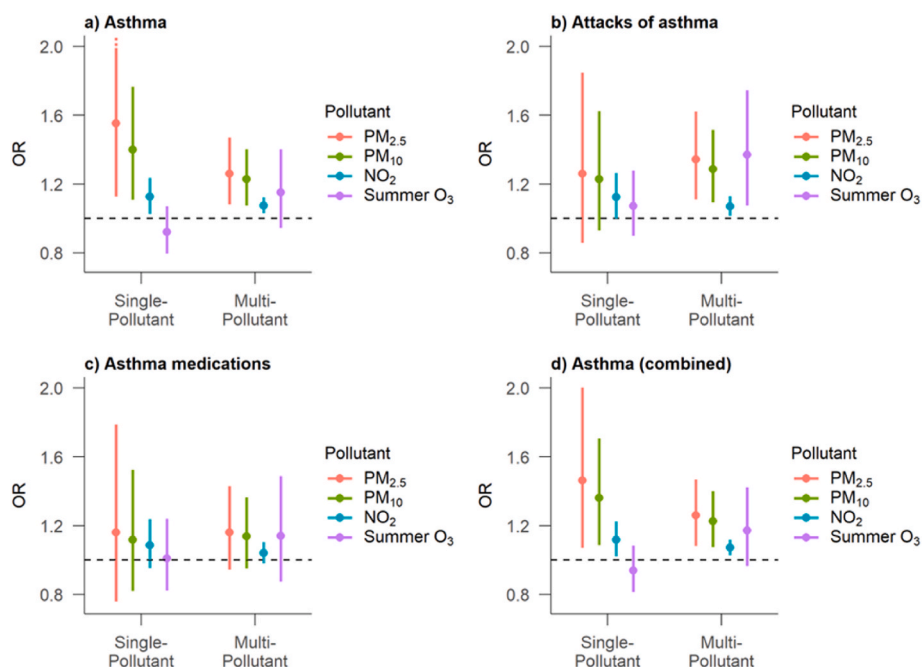 a) Asthma
2.0
1.6
1.2
0.8
OR
Single-
Pollutant
Multi-
Pollutant
Pollutant
PM2.5
PM10
NO2
Summer O3
b) Attacks of asthma
2.0
1.6
1.2
0.8
OR
Single-
Pollutant
Multi-
Pollutant
Pollutant
PM2.5
PM10
NO2
Summer O3
c) Asthma medications
2.0
1.6
1.2
0.8
OR
Single-
Pollutant
Multi-
Pollutant
Pollutant
PM2.5
PM10
NO2
Summer O3
d) Asthma (combined)
2.0
1.6
1.2
0.8
OR
Single-
Pollutant
Multi-
Pollutant
Pollutant
PM2.5
PM10
NO2
Summer O3